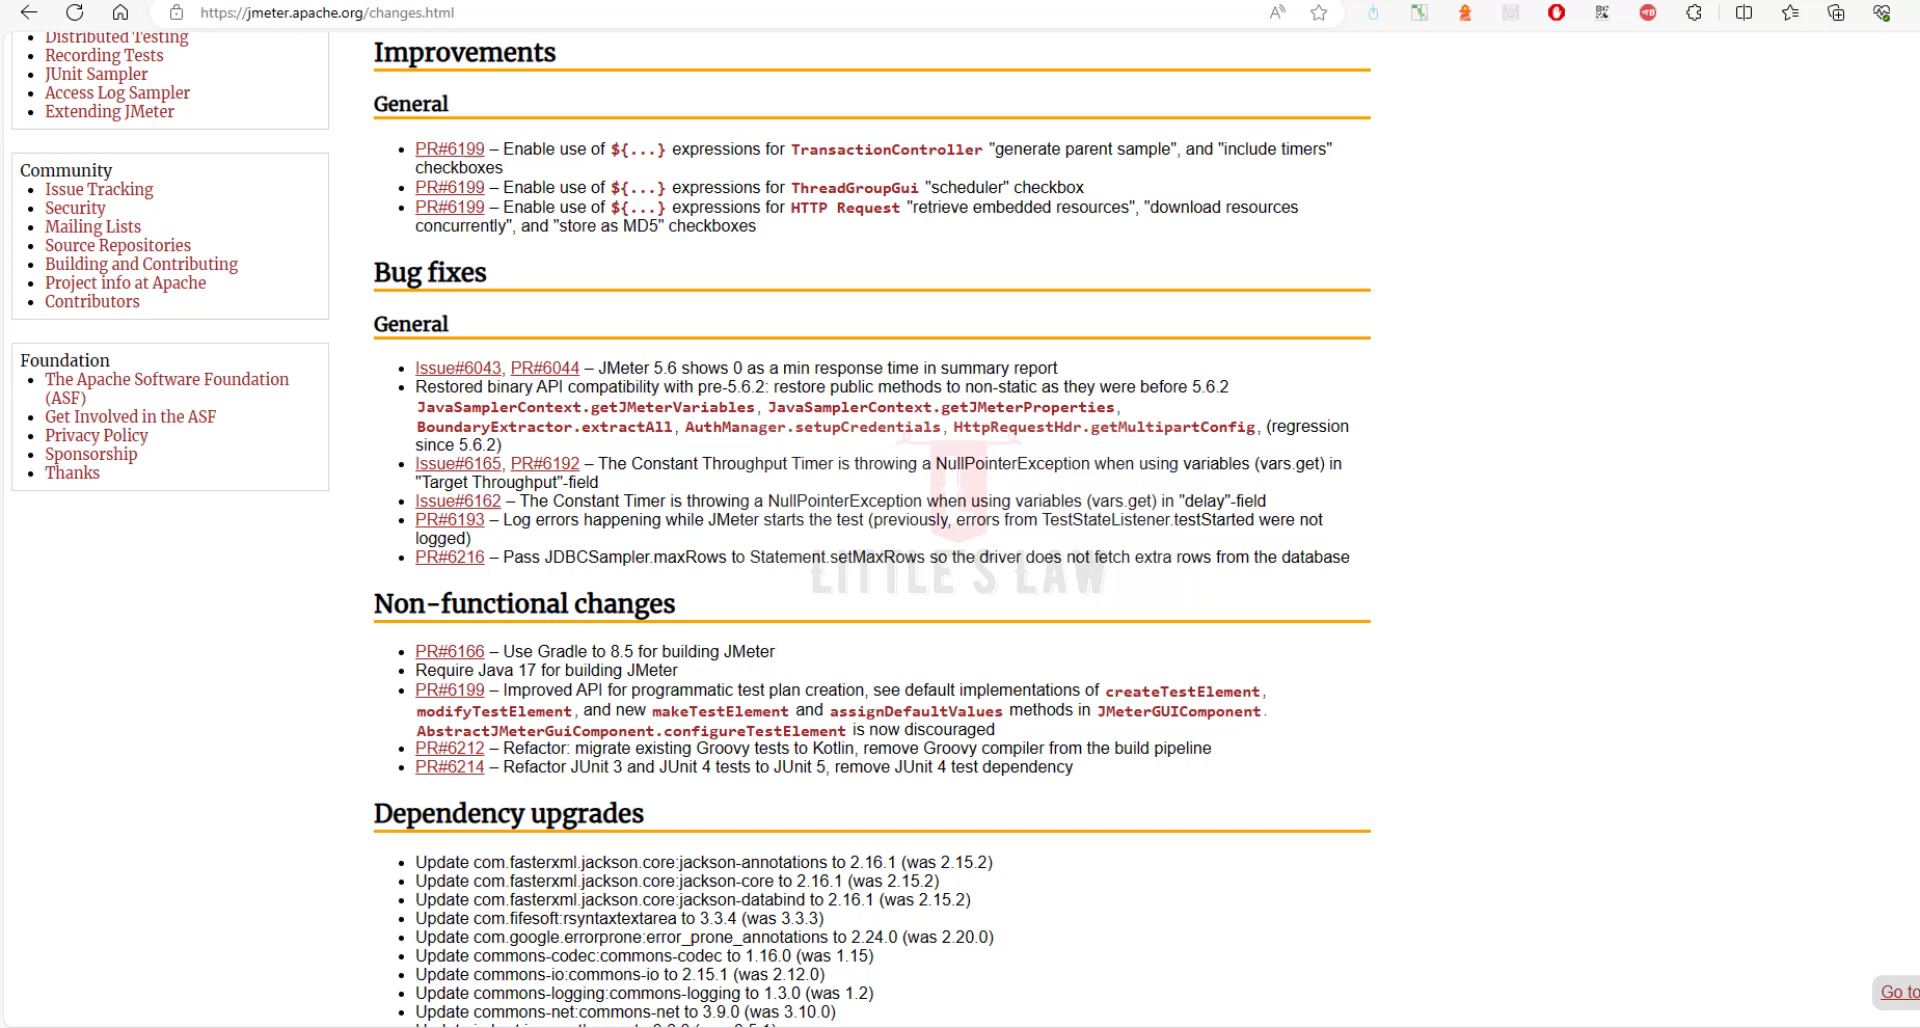 https://jmeter.apache.org/changes.html
Distributed Testing
Recording Tests
JUnit Sampler
Access Log Sampler
Extending JMeter
Community
Issue Tracking
Security
Mailing Lists
Source Repositories
Building and Contributing
Project info at Apache
Contributors
Foundation
The Apache Software Foundation
(ASF)
Get Involved in the ASF
Privacy Policy
Sponsorship
Thanks
Improvements
General
PR#6199 – Enable use of ${...} expressions for TransactionController "generate parent sample", and "include timers"
checkboxes
PR#6199 – Enable use of ${...} expressions for ThreadGroupGui "scheduler" checkbox
PR#6199 – Enable use of ${...} expressions for HTTP Request "retrieve embedded resources", "download resources
concurrently", and "store as MD5" checkboxes
Bug fixes
General
Issue#6043, PR#6044 – JMeter 5.6 shows 0 as a min response time in summary report
Restored binary API compatibility with pre-5.6.2: restore public methods to non-static as they were before 5.6.2
JavaSamplerContext.getJMeterVariables, JavaSamplerContext.getJMeterProperties,
BoundaryExtractor.extractAll, AuthManager.setupCredentials, HttpRequestHdr.getMultipartConfig, (regression
since 5.6.2)
Issue#6165, PR#6192 – The Constant Throughput Timer is throwing a NullPointerException when using variables (vars.get) in
"Target Throughput"-field
Issue#6162 – The Constant Timer is throwing a NullPointerException when using variables (vars.get) in "delay"-field
PR#6193 – Log errors happening while JMeter starts the test (previously, errors from TestStateListener.testStarted were not
logged)
PR#6216 – Pass JDBCSampler.maxRows to Statement.setMaxRows so the driver does not fetch extra rows from the database
LITTLE'S LAW
Non-functional changes
PR#6166 – Use Gradle to 8.5 for building JMeter
Require Java 17 for building JMeter
PR#6199 – Improved API for programmatic test plan creation, see default implementations of createTestElement,
modifyTestElement, and new makeTestElement and assignDefaultValues methods in JMeterGUIComponent.
AbstractJMeterGuiComponent.configureTestElement is now discouraged
PR#6212 – Refactor: migrate existing Groovy tests to Kotlin, remove Groovy compiler from the build pipeline
PR#6214 – Refactor JUnit 3 and JUnit 4 tests to JUnit 5, remove JUnit 4 test dependency
Dependency upgrades
Update com.fasterxml.jackson.core:jackson-annotations to 2.16.1 (was 2.15.2)
Update com.fasterxml.jackson.core:jackson-core to 2.16.1 (was 2.15.2)
Update com.fasterxml.jackson.core:jackson-databind to 2.16.1 (was 2.15.2)
Update com.fifesoft:rsyntaxtextarea to 3.3.4 (was 3.3.3)
Update com.google.errorprone:error_prone_annotations to 2.24.0 (was 2.20.0)
Update commons-codec:commons-codec to 1.16.0 (was 1.15)
Update commons-io:commons-io to 2.15.1 (was 2.12.0)
Update commons-logging:commons-logging to 1.3.0 (was 1.2)
Update commons-net:commons-net to 3.9.0 (was 3.10.0)
Go to